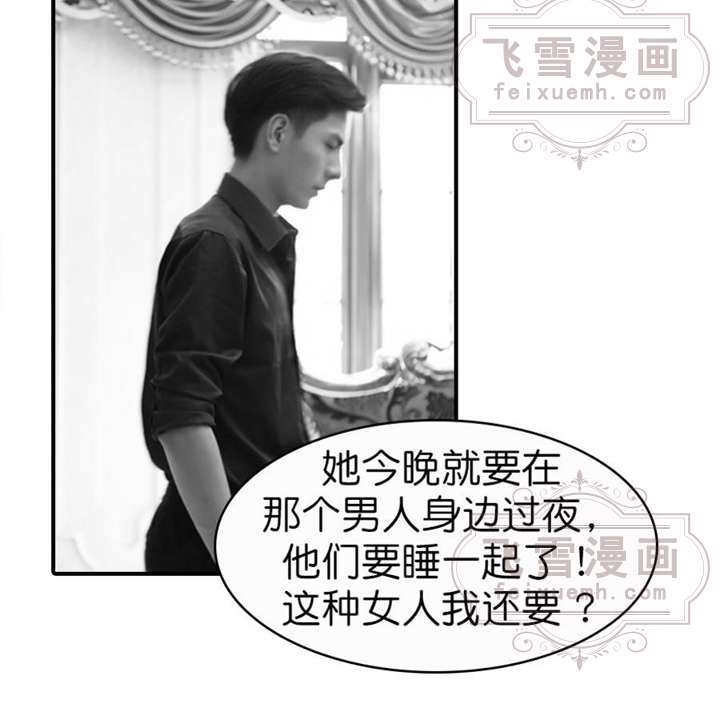 飞雪漫画
feixuemh.com
她今晚就要在
那个男人身边过夜，
他们要睡一起了！
这种女人我还要？
飞雪漫画
feixuemh.com